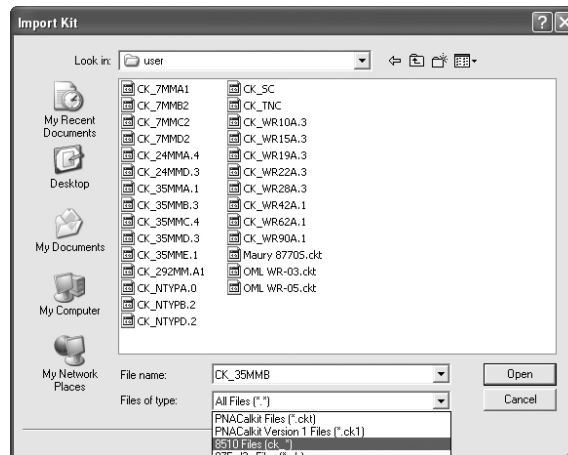 Import Kit
Look in:
user
My Recent
Documents
Desktop
My Documents
My Computer
My Network
Places
CK_7MMA1
CK_7MMB2
CK_7MMC2
CK_7MMD2
CK_24MMA.4
CK_24MMD.3
CK_35MMA.1
CK_35MMB.3
CK_35MMC.4
CK_35MMD.3
CK_35MME.1
CK_292MM.A1
CK_NTYPA.0
CK_NTYPB.2
CK_NTYPD.2
CK_SC
CK_TNC
CK_WR10A.3
CK_WR15A.3
CK_WR19A.3
CK_WR22A.3
CK_WR28A.3
CK_WR42A.1
CK_WR62A.1
CK_WR90A.1
Maury 8770S.ckt
OML WR-03.ckt
OML WR-05.ckt
File name:
CK_35MMB
Open
Files of type:
All Files (*.*)
Cancel
PNACalkit Files (*.ckt)
PNACalkit Version 1 Files (*.ck1)
8510 Files (ck_*)